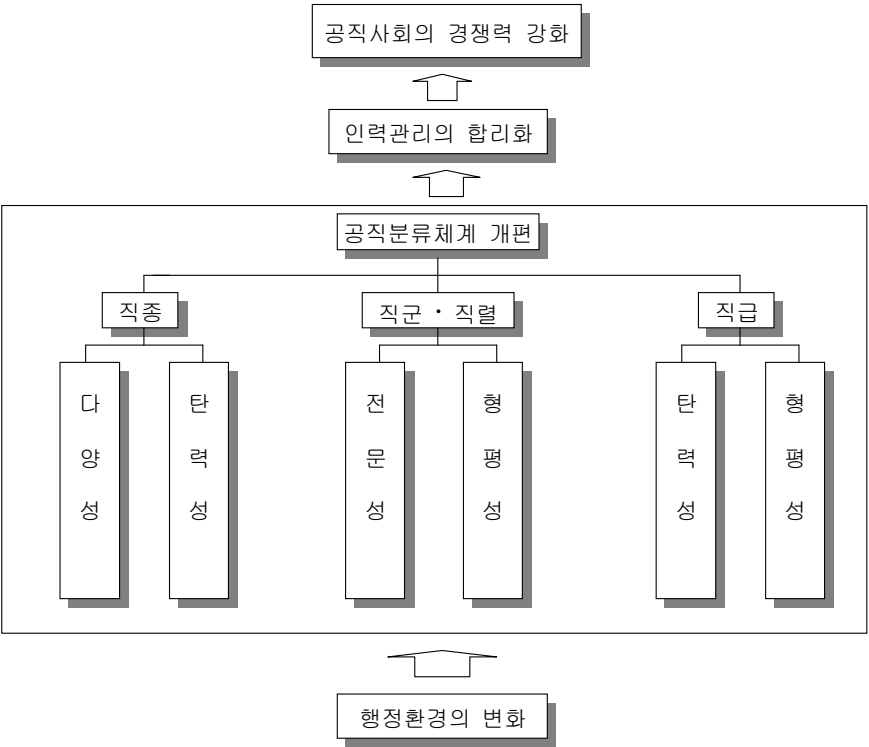 공직사회의 경쟁력 강화
인력관리의 합리화
공직분류체계 개편
직종
직군・직렬
직급
다양성
탄력성
전문성
형평성
탄력성
형평성
행정환경의 변화